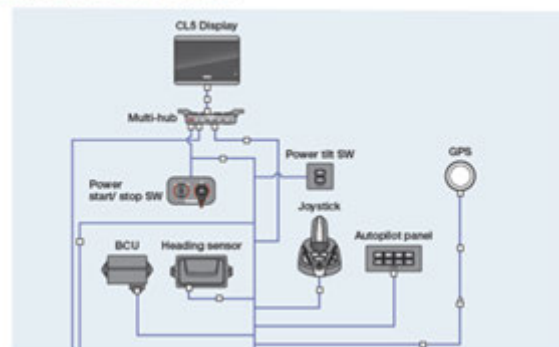 CL5 Display
Multi-hub
Power tilt SW
GPS
Power
start/ stop SW
Joystick
Autopilot panel
BCU
Heading sensor